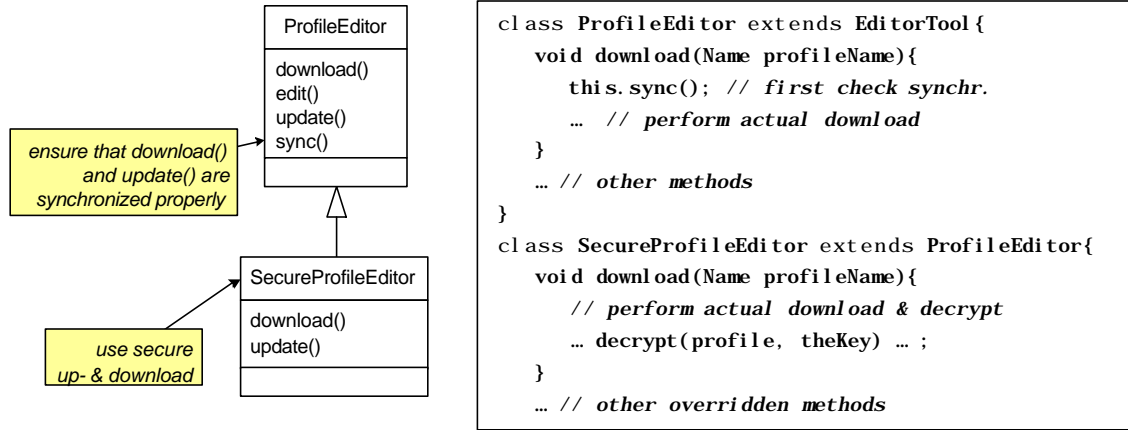 ProfileEditor
download()
edit()
update()
sync()
ensure that download()
and update() are
synchronized properly
SecureProfileEditor
download()
update()
use secure
up- & download
class ProfileEditor extends EditorTool{
void download(Name profileName){
this.sync(); // first check synchr.
… // perform actual download
}
… // other methods
}
class SecureProfileEditor extends ProfileEditor{
void download(Name profileName){
// perform actual download & decrypt
… decrypt(profile, theKey) … ;
}
… // other overridden methods